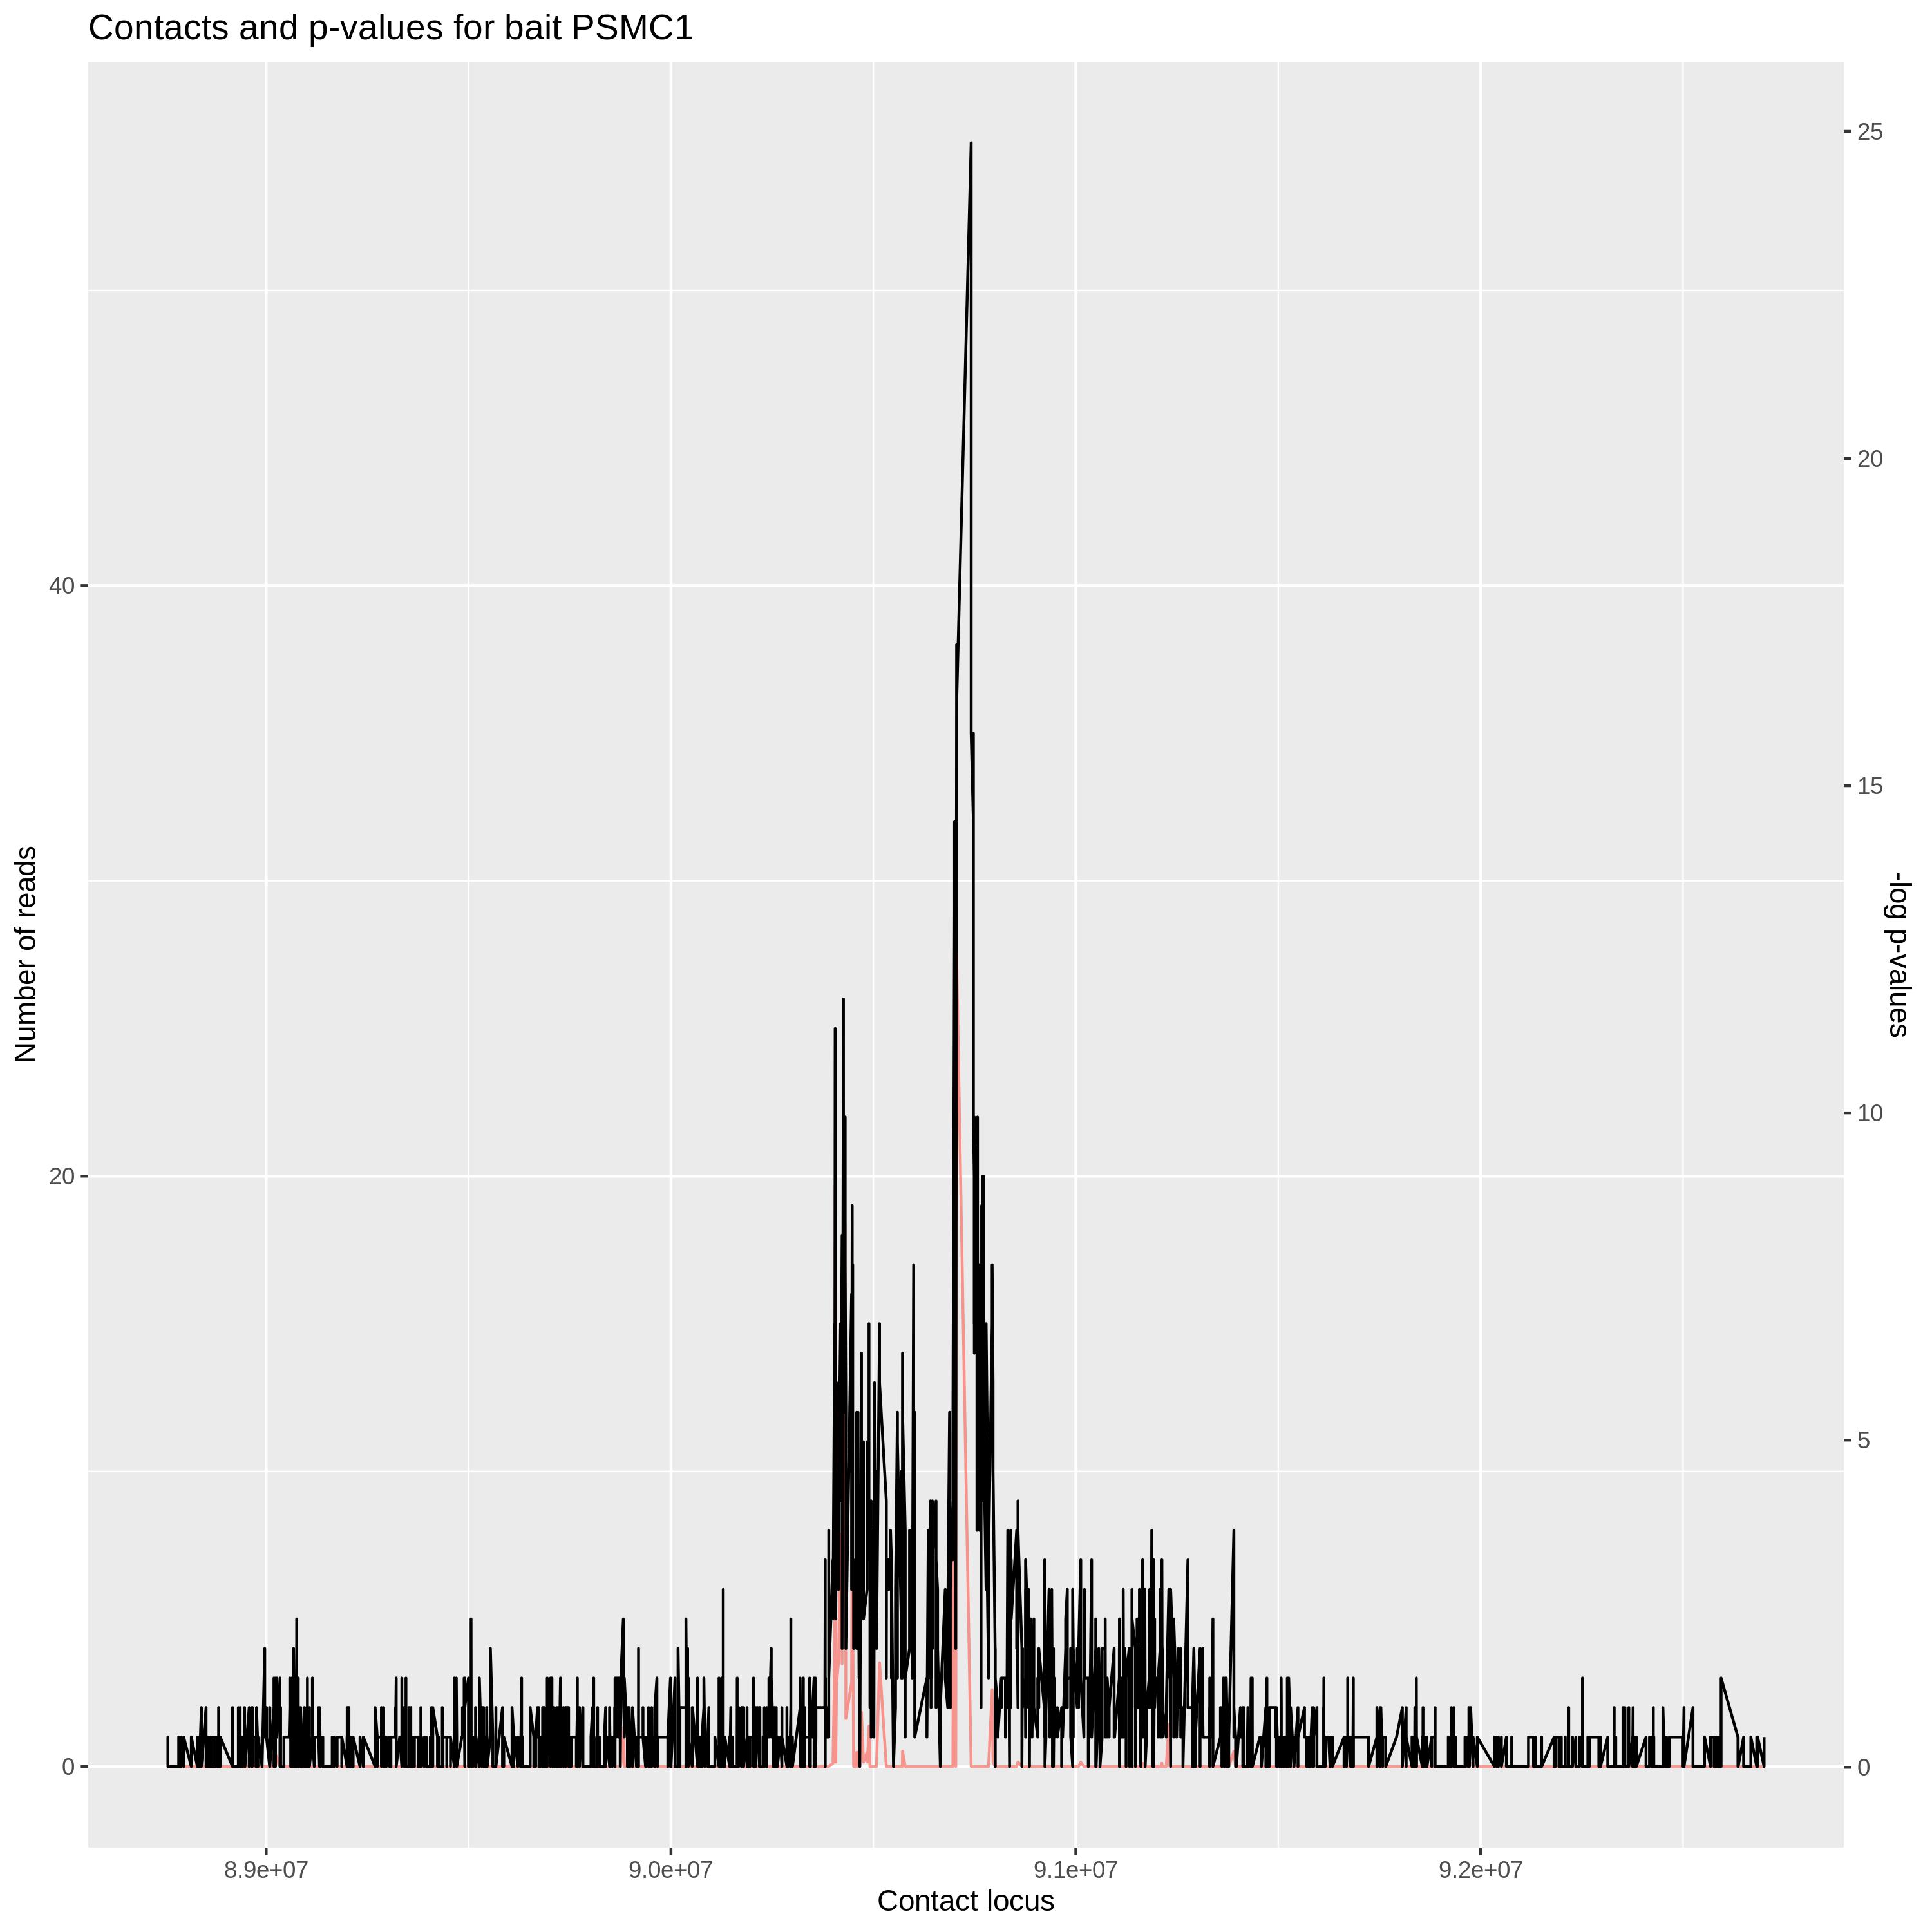 Contacts and p-values for bait PSMC1
Number of reads
40
20
0
25
20
15
10
5
0
-log p-values
8.9e+07
9.0e+07
9.1e+07
9.2e+07
Contact locus